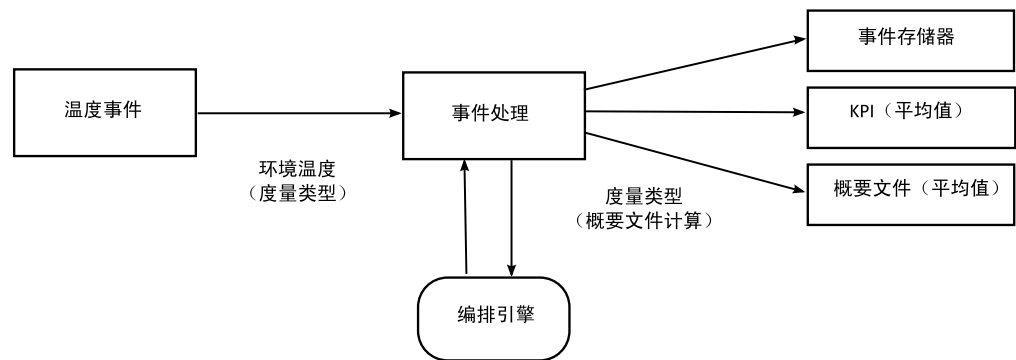 温度事件
环境温度
（度量类型）
事件处理
编排引擎
度量类型
（概要文件计算）
事件存储器
KPI（平均值）
概要文件（平均值）